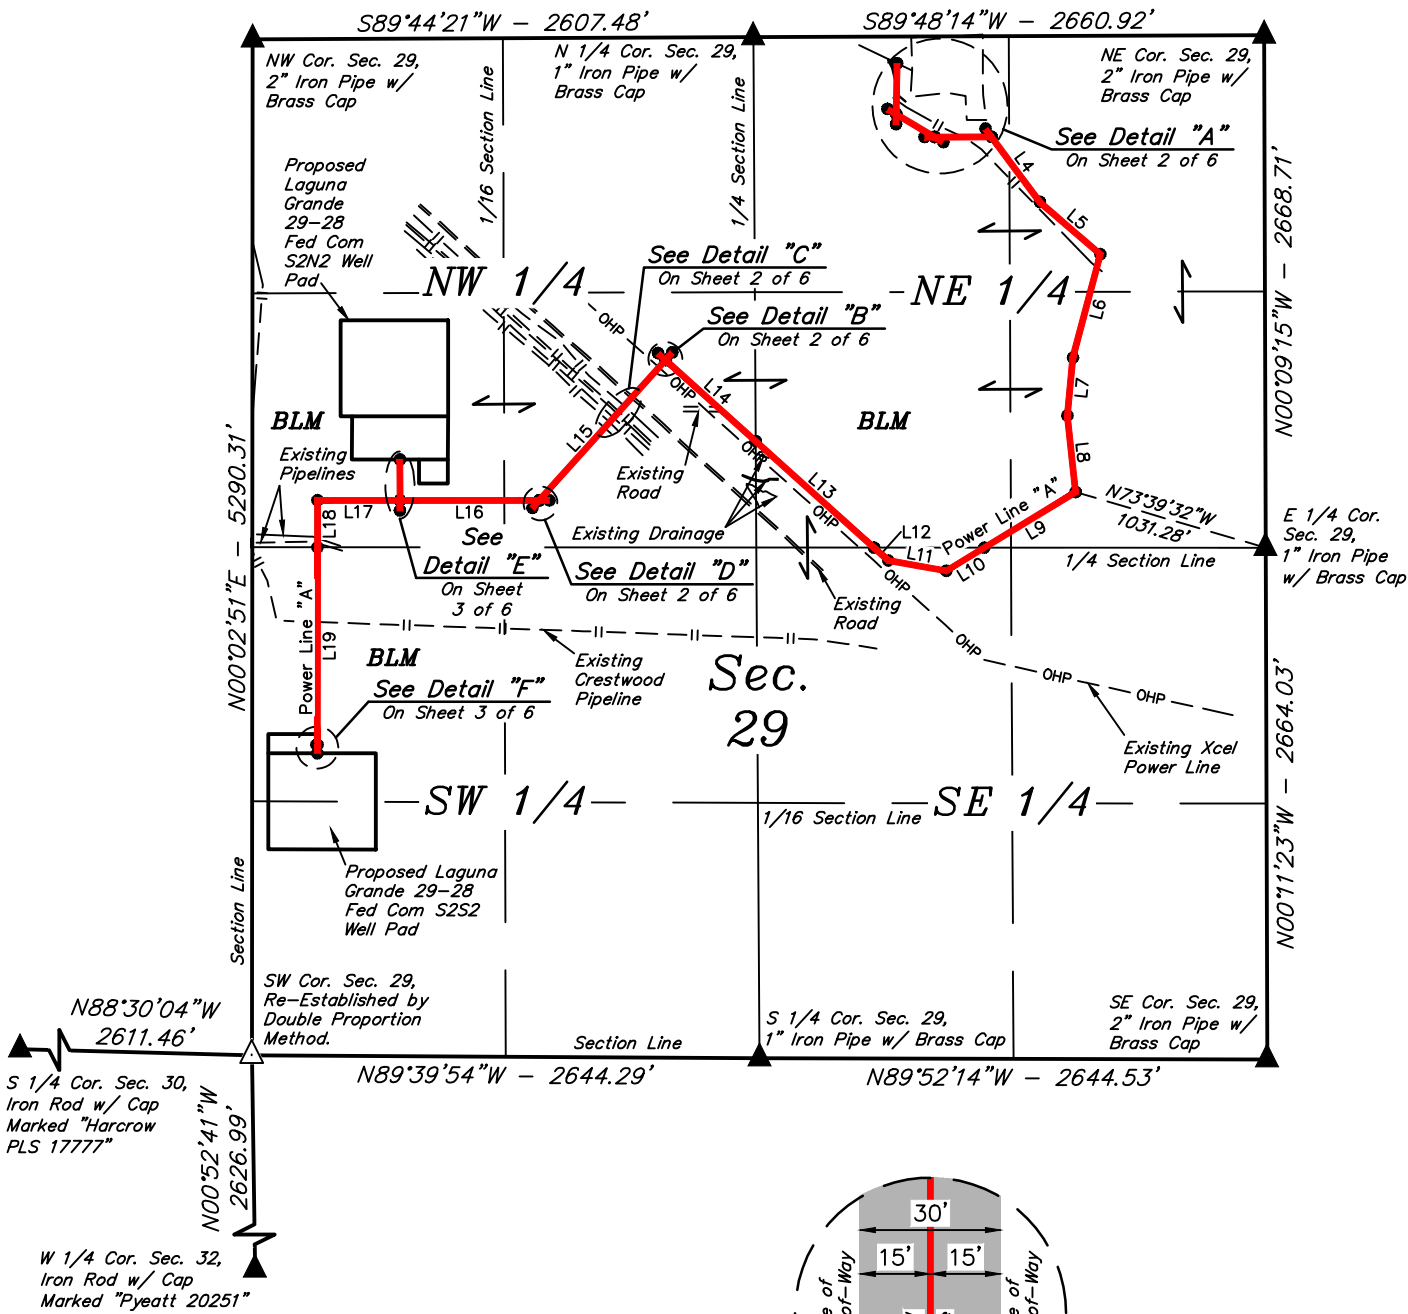 S89°44'21"W - 2607.48'
S89°48'14"W - 2660.92'
NW Cor. Sec. 29,
2" Iron Pipe w/
Brass Cap
1/16 Section Line
N 1/4 Cor. Sec. 29,
1" Iron Pipe w/
Brass Cap
1/4 Section Line
NE Cor. Sec. 29,
2" Iron Pipe w/
Brass Cap
See Detail "A"
On Sheet 2 of 6
Proposed
Laguna
Grande
29-28
Fed Com
S2N2 Well
Pad
NW 1/4
See Detail "C"
On Sheet 2 of 6
See Detail "B"
On Sheet 2 of 6
NE 1/4
L4
L5
L6
L7
L8
N00°09'15"W - 2668.71'
OHP
OHP
L14
L15
BLM
BLM
Existing
Pipelines
Existing
Road
OHP
L13
OHP
Existing Drainage
N00°02'51"E - 5290.31'
L18
L17
L16
See
Detail "E"
On Sheet
3 of 6
See Detail "D"
On Sheet 2 of 6
L12
L11
L10
Power Line "A"
L9
N73°39'32"W
1031.28'
1/4 Section Line
E 1/4 Cor.
Sec. 29,
1" Iron Pipe
w/ Brass Cap
OHP
Existing
Road
Power Line "A"
L19
BLM
See Detail "F"
On Sheet 3 of 6
Existing
Crestwood
Pipeline
Sec.
29
OHP
OHP
OHP
Existing Xcel
Power Line
N00°11'23"W - 2664.03'
SW 1/4
SE 1/4
1/16 Section Line
Proposed Laguna
Grande 29-28
Fed Com S2S2
Well Pad
Section Line
SW Cor. Sec. 29,
Re-Established by
Double Proportion
Method.
Section Line
S 1/4 Cor. Sec. 29,
1" Iron Pipe w/ Brass Cap
SE Cor. Sec. 29,
2" Iron Pipe w/
Brass Cap
N88°30'04"W
2611.46'
N89°39'54"W - 2644.29'
N89°52'14"W - 2644.53'
S 1/4 Cor. Sec. 30,
Iron Rod w/ Cap
Marked "Harcrow
PLS 17777"
N00°52'41"W
2626.99'
W 1/4 Cor. Sec. 32,
Iron Rod w/ Cap
Marked "Pyeatt 20251"
30'
15'
15'
of
of-Way
of
of-Way